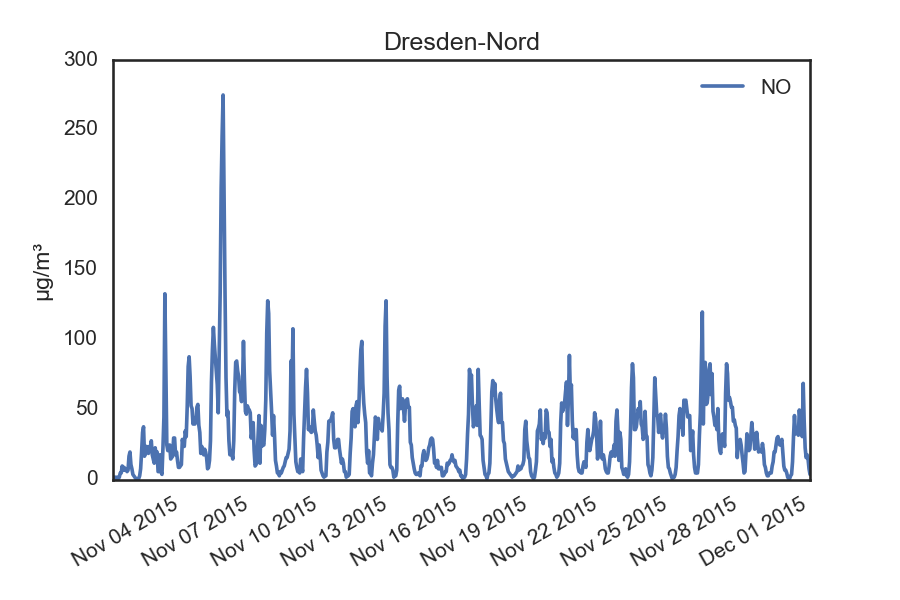 Dresden-Nord
300
250
200
150
100
50
0
µg/m³
NO
Nov 04 2015
Nov 07 2015
Nov 10 2015
Nov 13 2015
Nov 16 2015
Nov 19 2015
Nov 22 2015
Nov 25 2015
Nov 28 2015
Dec 01 2015